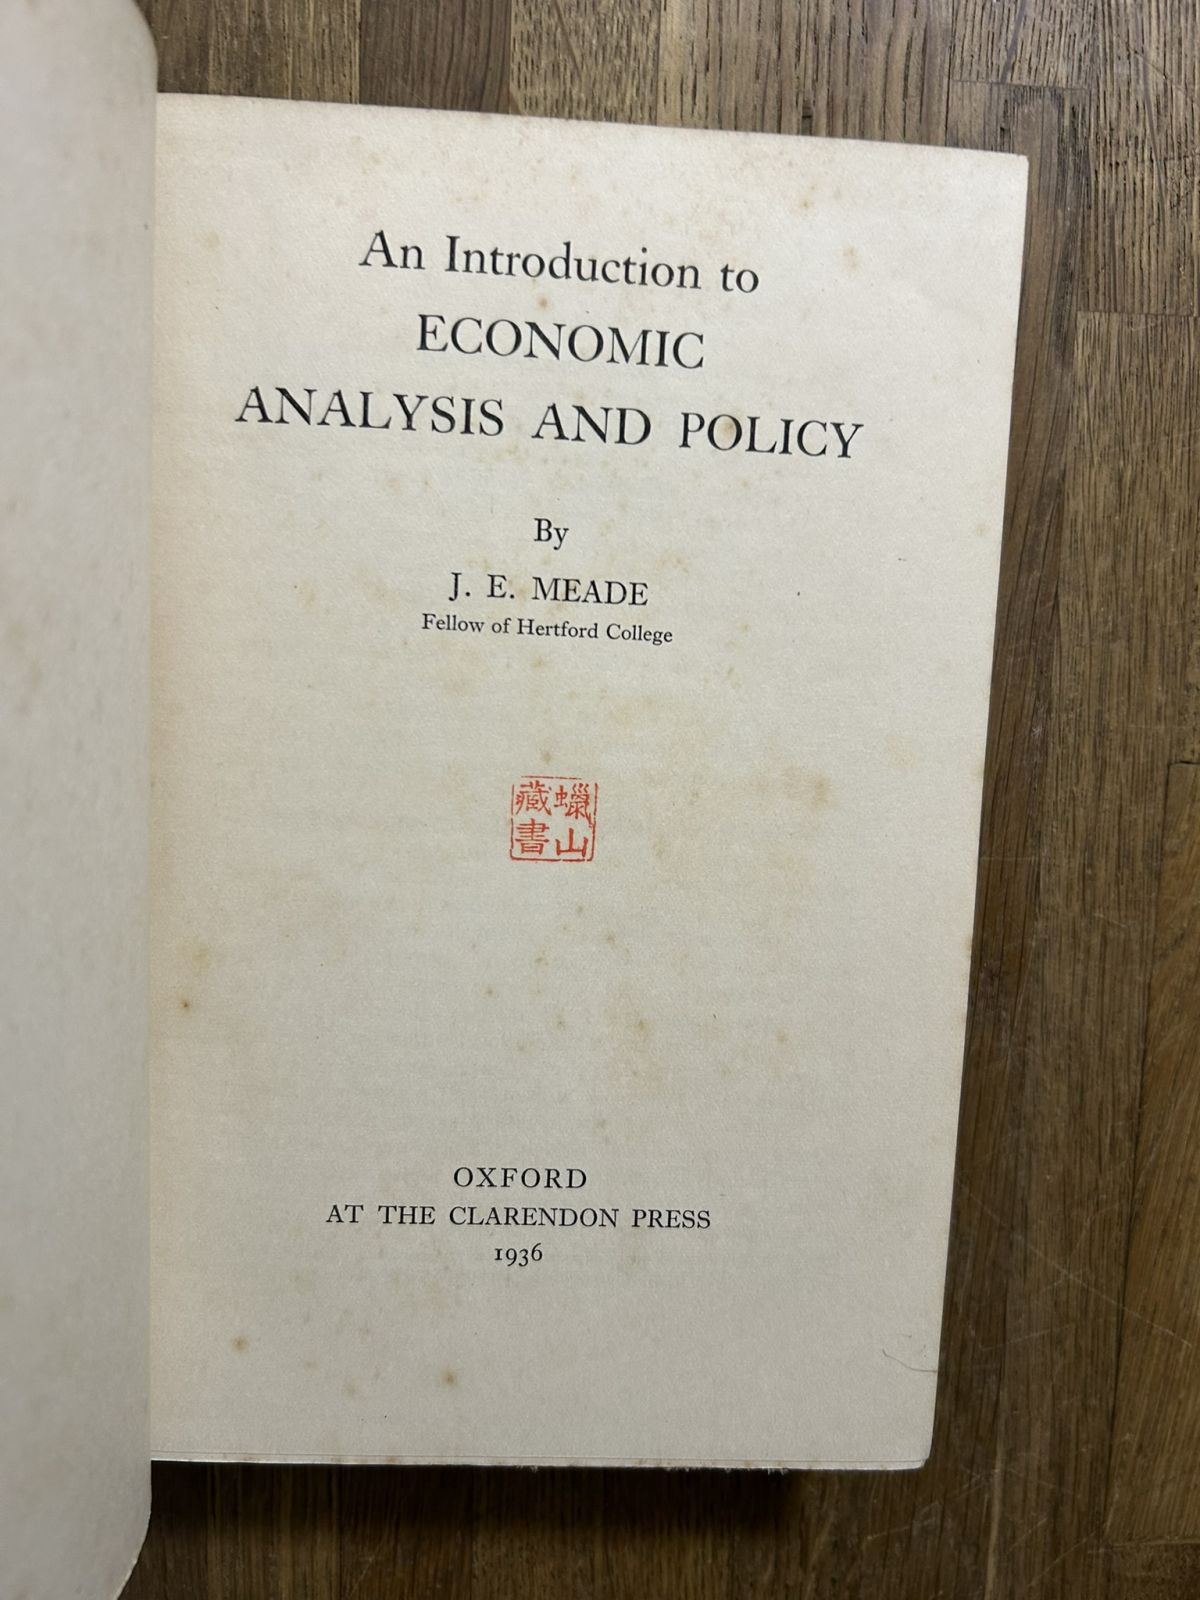 An Introduction to
ECONOMIC
ANALYSIS AND POLICY
By
J. E. MEADE
Fellow of Hertford College
蠟山
藏書
OXFORD
AT THE CLARENDON PRESS
1936